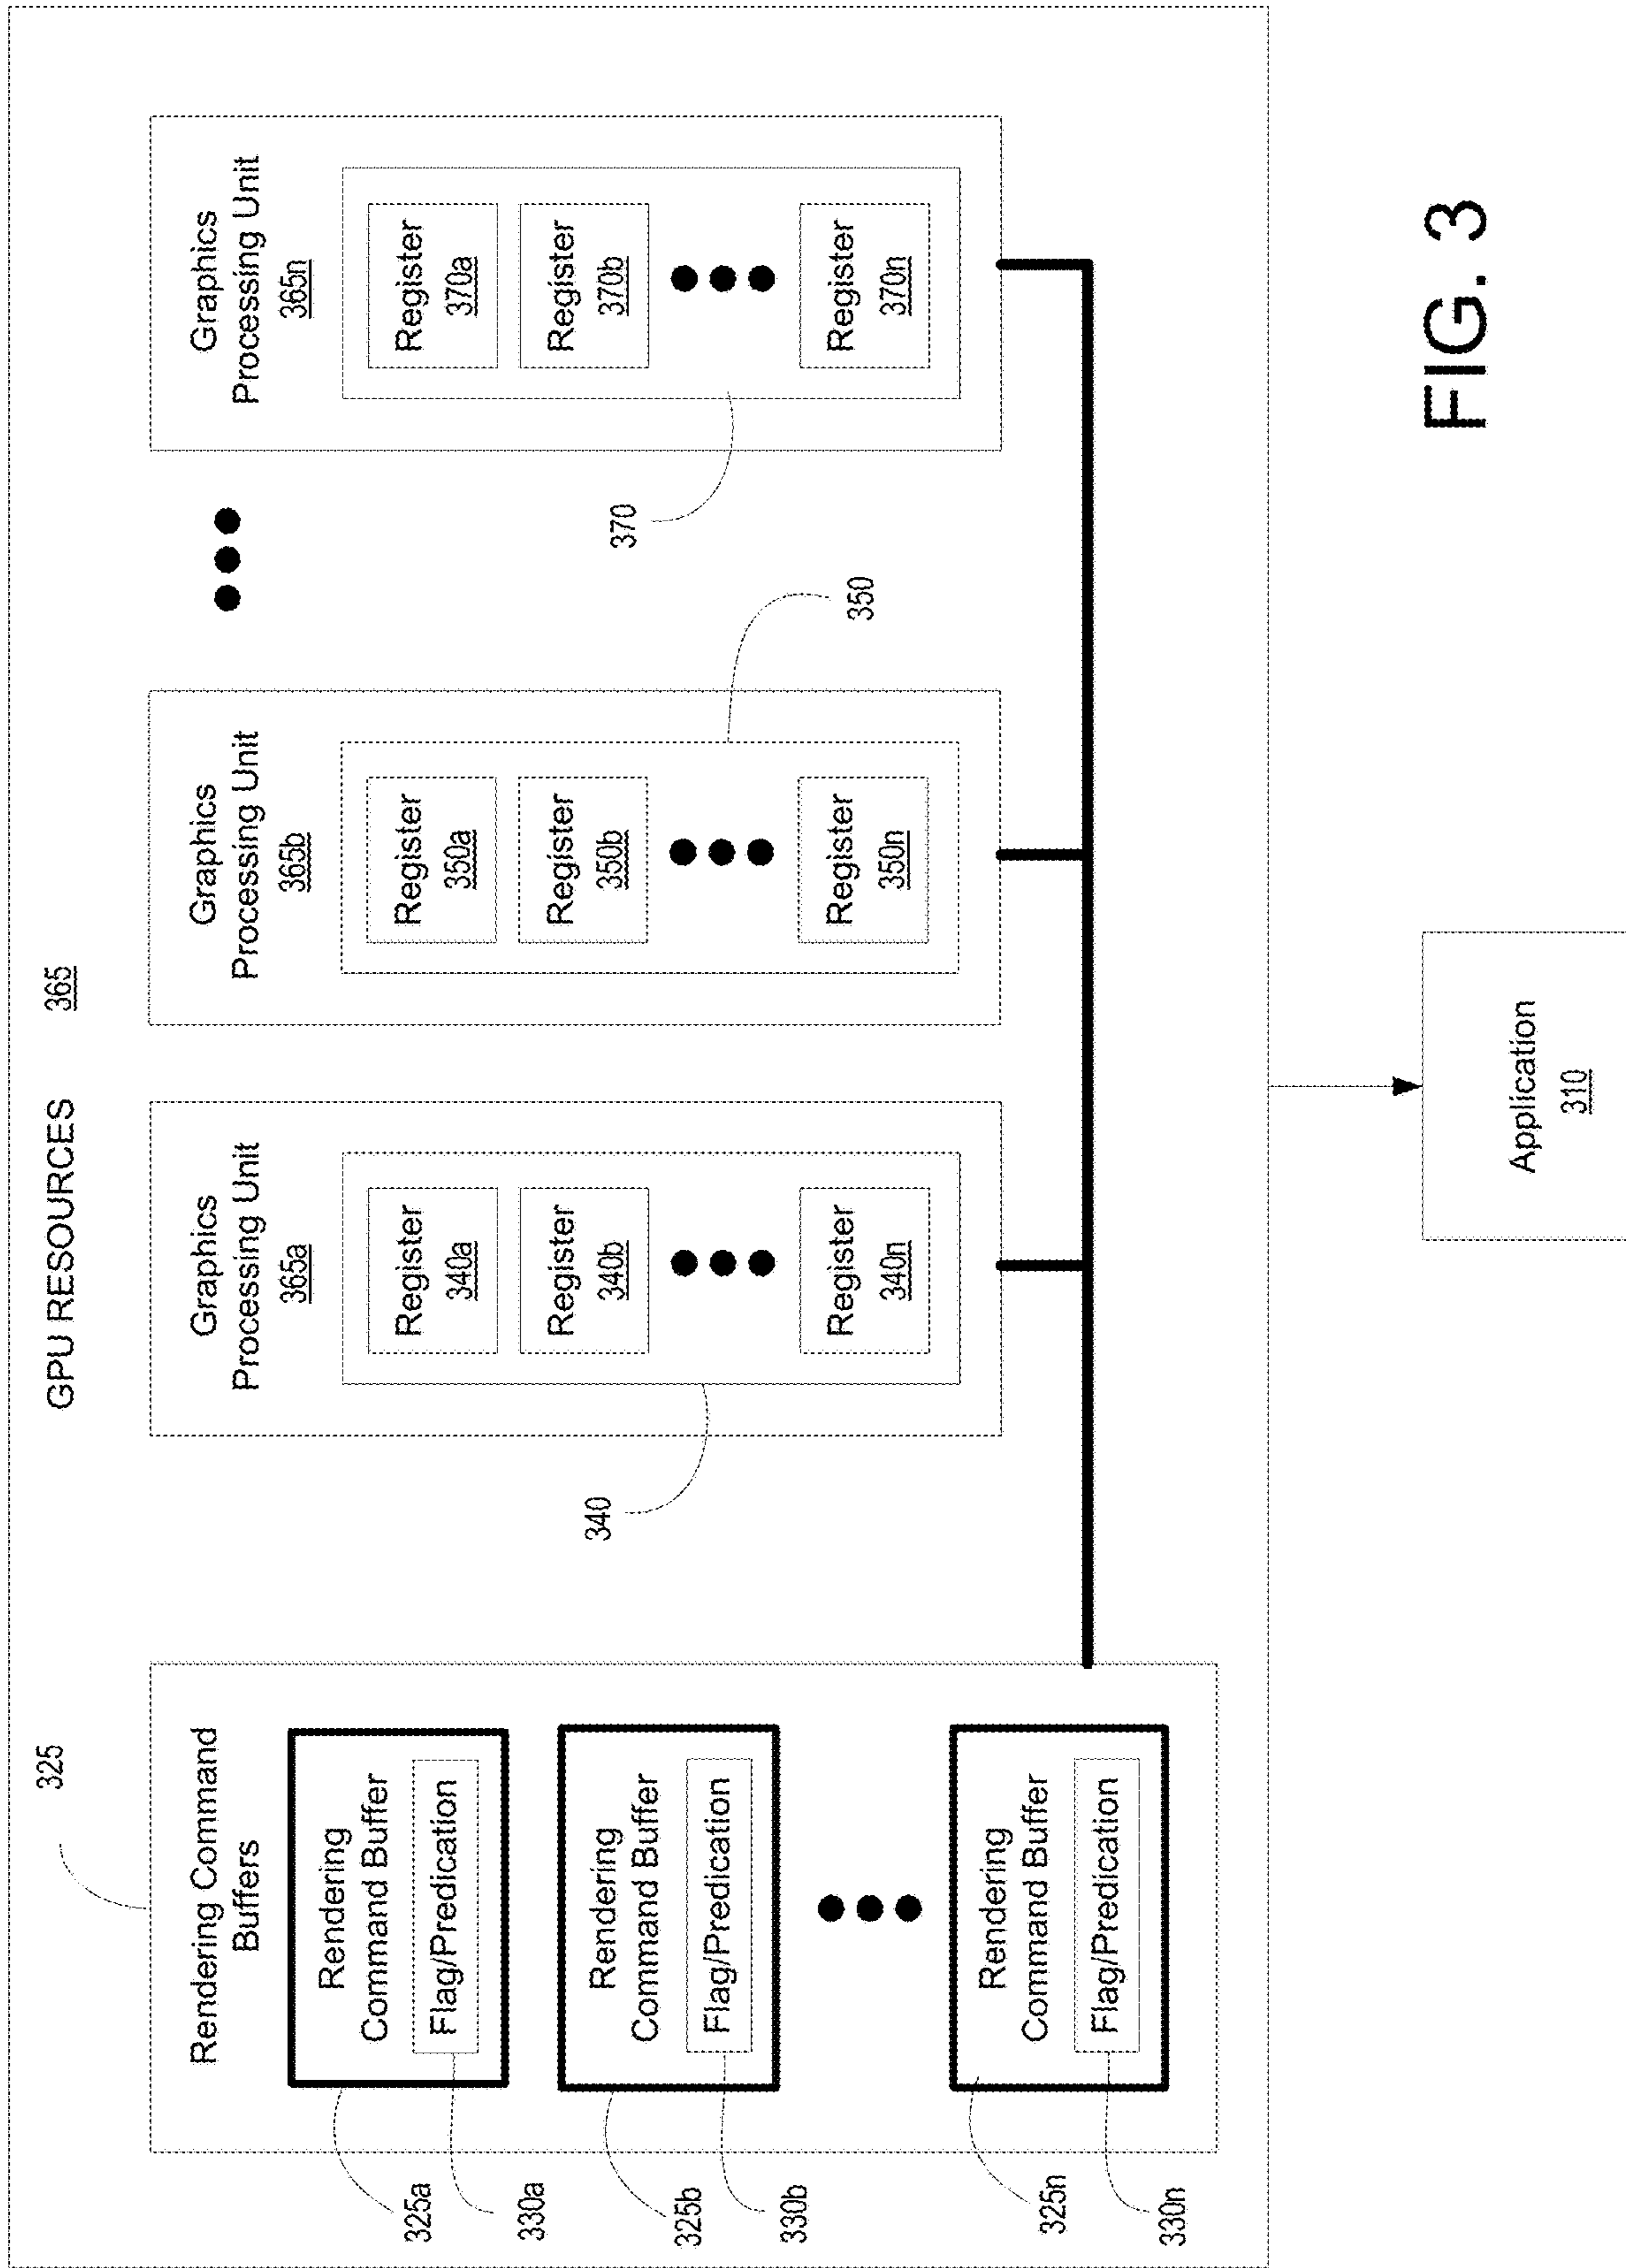 GPU RESOURCES 365
325
Rendering Command
Buffers
Rendering
Command Buffer
Flag/Predication
325a
330a
Rendering
Command Buffer
Flag/Predication
325b
330b
Rendering
Command Buffer
Flag/Predication
325n
330n
Graphics
Processing Unit
365a
Register
340a
Register
340b
Register
340n
340
Graphics
Processing Unit
365b
Register
350a
Register
350b
Register
350n
350
Graphics
Processing Unit
365n
Register
370a
Register
370b
Register
370n
370
Application
310
FIG. 3